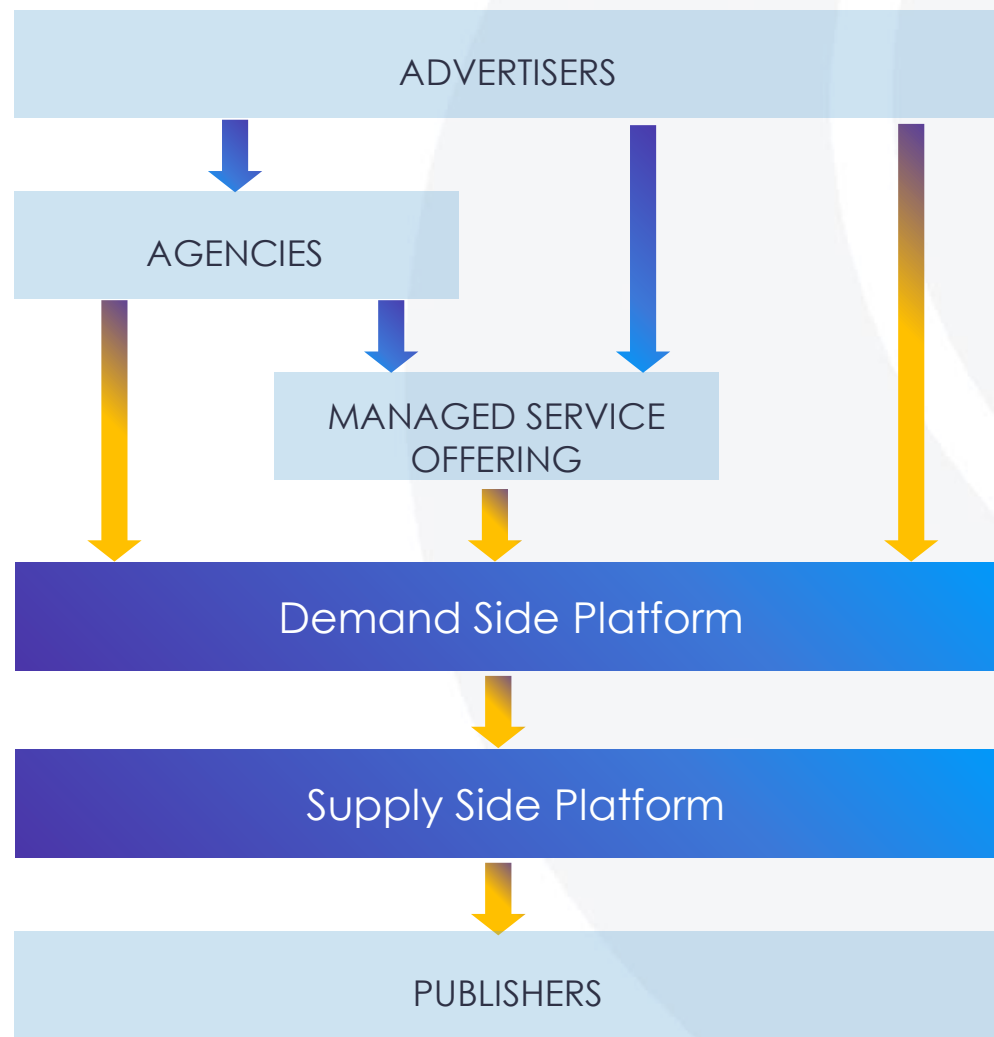 ADVERTISERS
AGENCIES
MANAGED SERVICE
OFFERING
Demand Side Platform
Supply Side Platform
PUBLISHERS